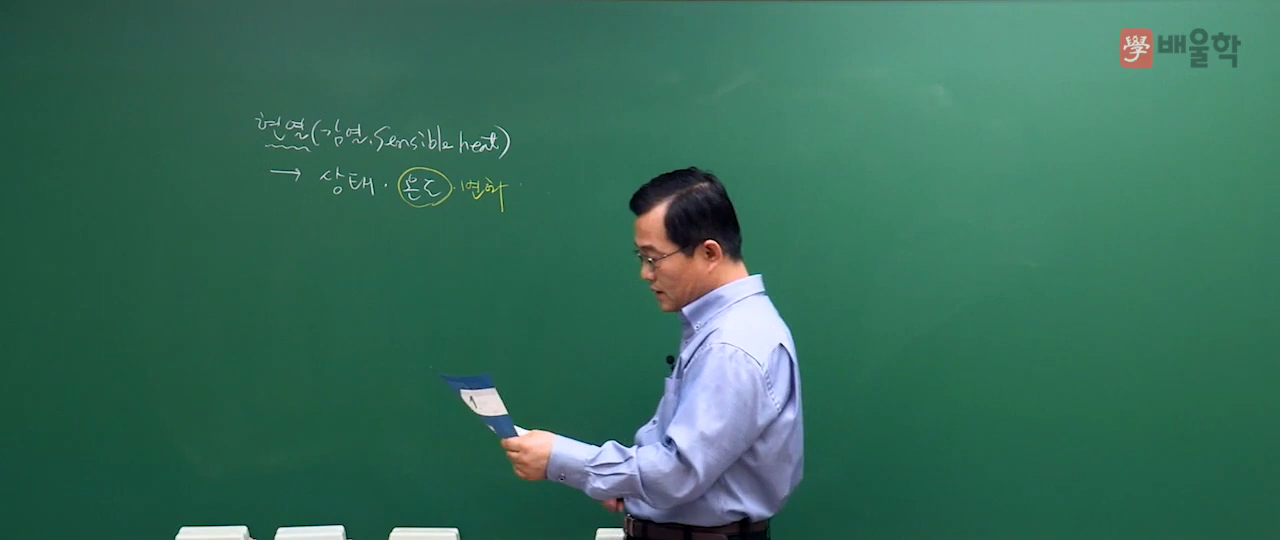 學 배울학
현열(감열, Sensible heat)
→ 상태 · 온도 · 변화